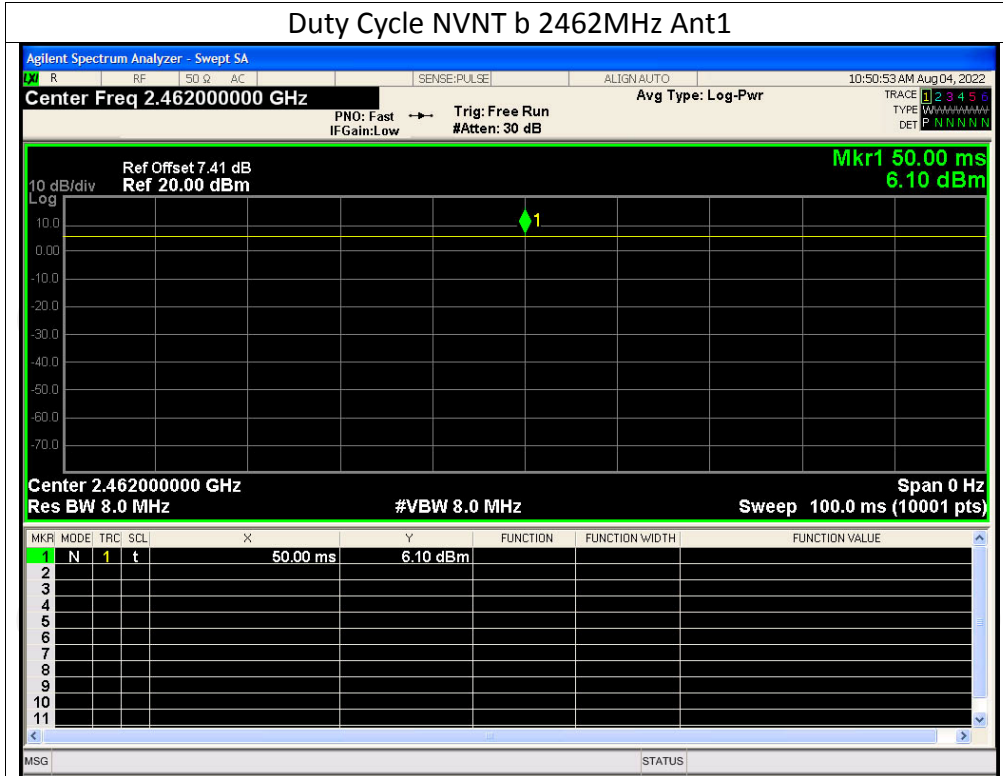 Duty Cycle NVNT b 2462MHz Ant1
Agilent Spectrum Analyzer - Swept SA
LXI R RF 50 Ω AC SENSE:PULSE ALIGN AUTO 10:50:53 AM Aug 04, 2022
Center Freq 2.462000000 GHz
PNO: Fast
IFGain:Low
Trig: Free Run
#Atten: 30 dB
Avg Type: Log-Pwr
TRACE 1 2 3 4 5 6
TYPE WWWWWW
DET P N N N N N
Mkr1 50.00 ms
6.10 dBm
Ref Offset 7.41 dB
10 dB/div Ref 20.00 dBm
Log
10.0
1
0.00
-10.0
-20.0
-30.0
-40.0
-50.0
-60.0
-70.0
Center 2.462000000 GHz Span 0 Hz
Res BW 8.0 MHz #VBW 8.0 MHz Sweep 100.0 ms (10001 pts)
MKR MODE TRC SCL X Y FUNCTION FUNCTION WIDTH FUNCTION VALUE
1 N 1 t 50.00 ms 6.10 dBm
2
3
4
5
6
7
8
9
10
11
MSG STATUS